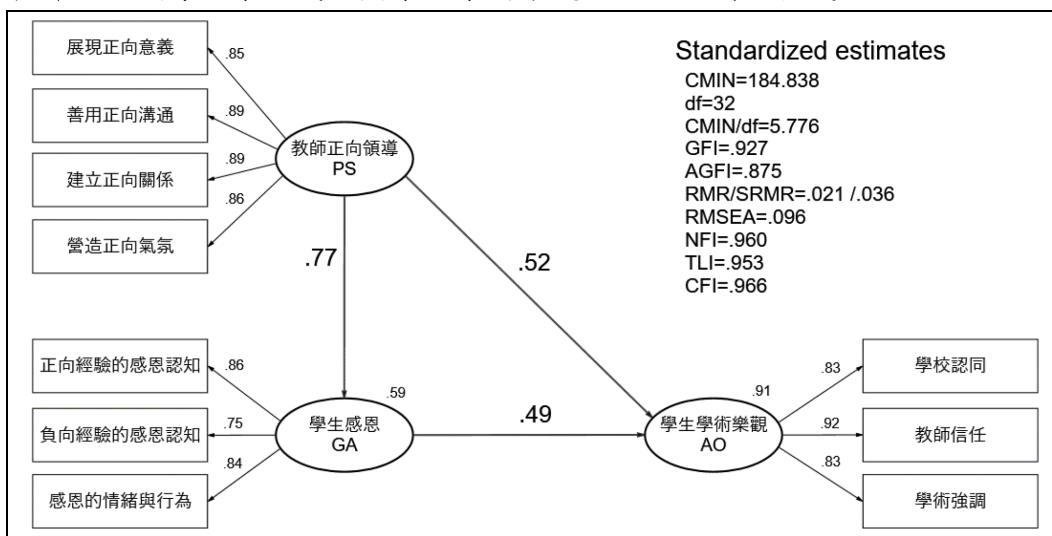 展現正向意義
善用正向溝通
建立正向關係
營造正向氣氛
.85
.89
.89
.86
教師正向領導
PS
Standardized estimates
CMIN=184.838
df=32
CMIN/df=5.776
GFI=.927
AGFI=.875
RMR/SRMR=.021 /.036
RMSEA=.096
NFI=.960
TLI=.953
CFI=.966
.77
.52
正向經驗的感恩認知
負向經驗的感恩認知
感恩的情緒與行為
.86
.75
.84
.59
學生感恩
GA
.49
.91
學生學術樂觀
AO
.83
.92
.83
學校認同
教師信任
學術強調